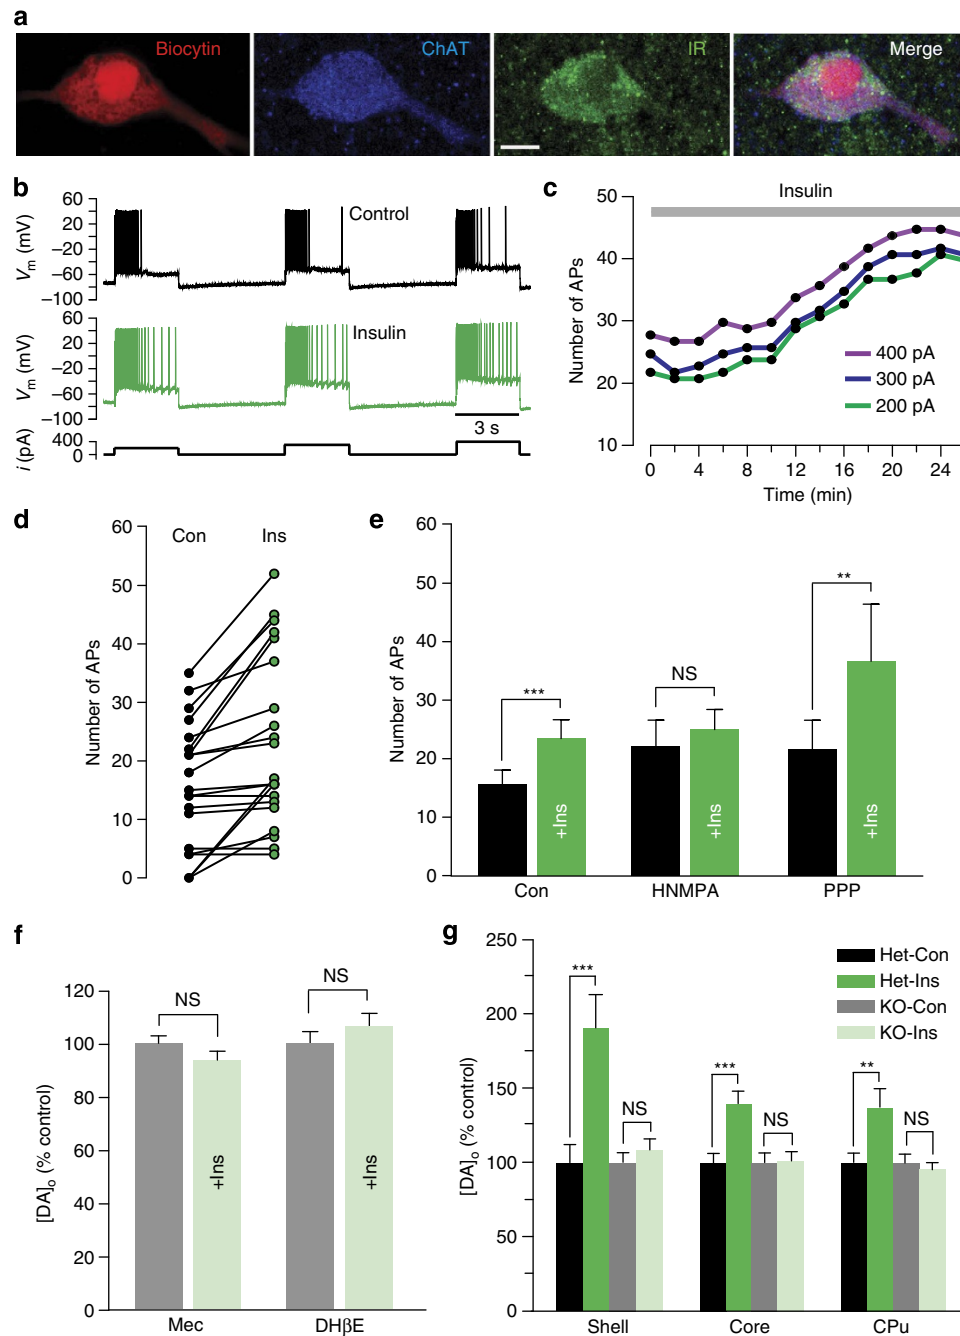 a
Biocytin
ChAT
IR
Merge
b
60
20
−20
−60
−100
Vm (mV)
Control
60
20
−20
−60
−100
Vm (mV)
Insulin
3 s
400
0
i (pA)
c
Insulin
50
40
30
20
10
Number of APs
400 pA
300 pA
200 pA
0 4 8 12 16 20 24
Time (min)
d
Con Ins
60
50
40
30
20
10
0
Number of APs
e
60
50
40
30
20
10
0
Number of APs
***
NS
**
+Ins
+Ins
+Ins
Con HNMPA PPP
f
120
100
80
60
40
20
0
[DA]o (% control)
NS
NS
+Ins
+Ins
Mec DHβE
g
250
200
150
100
50
0
[DA]o (% control)
Het-Con
Het-Ins
KO-Con
KO-Ins
***
NS
***
NS
**
NS
Shell Core CPu